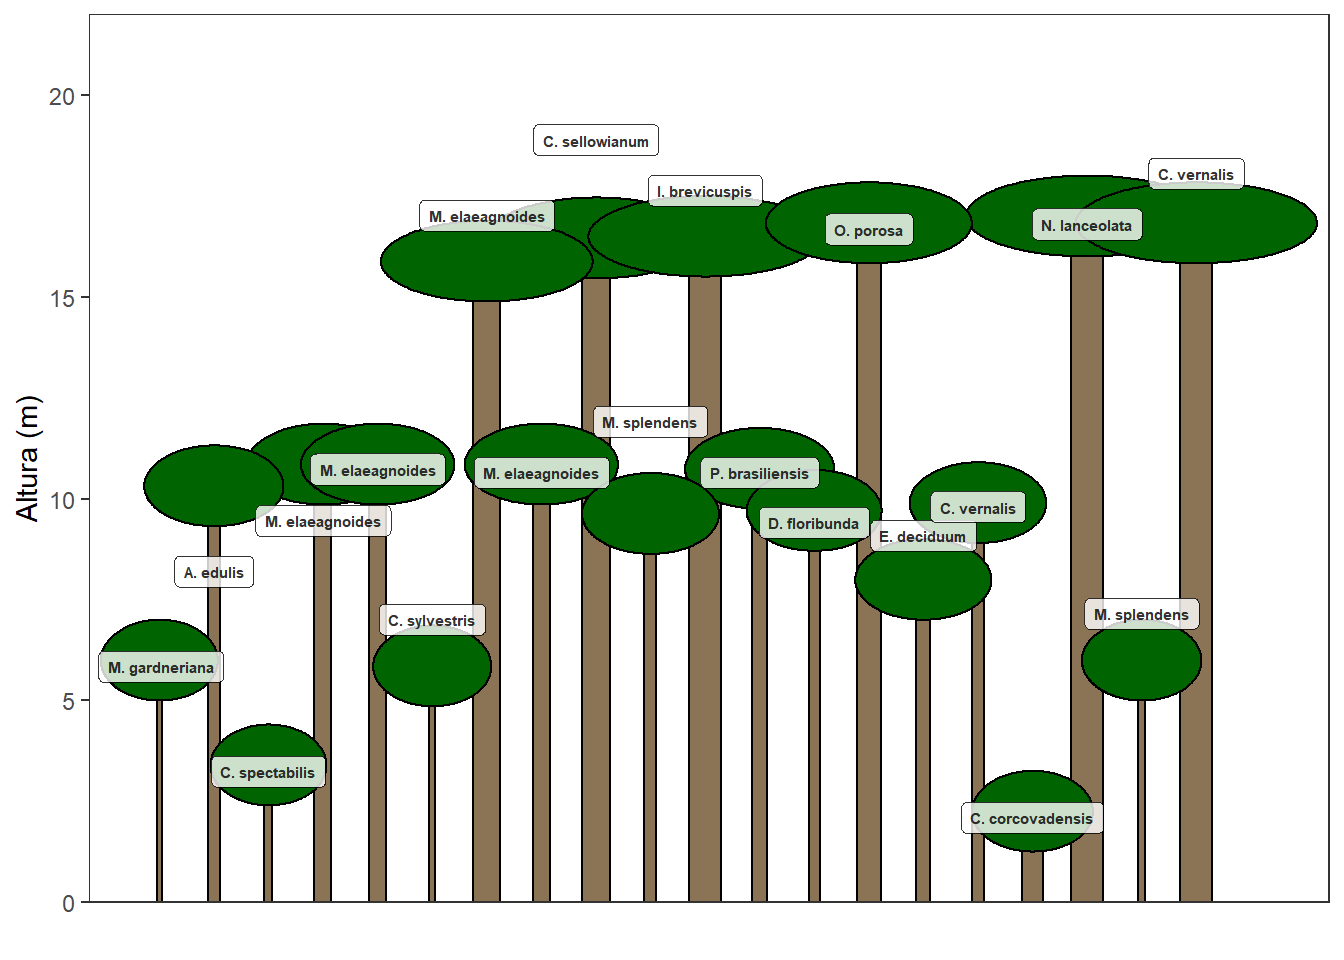 20
C. sellowianum
C. vernalis
I. brevicuspis
M. elaeagnoides
N. lanceolata
O. porosa
15
Altura (m)
M. splendens
M. elaeagnoides
M. elaeagnoides
P. brasiliensis
10
C. vernalis
M. elaeagnoides
D. floribunda
E. deciduum
A. edulis
M. splendens
C. sylvestris
M. gardneriana
5
C. spectabilis
C. corcovadensis
0